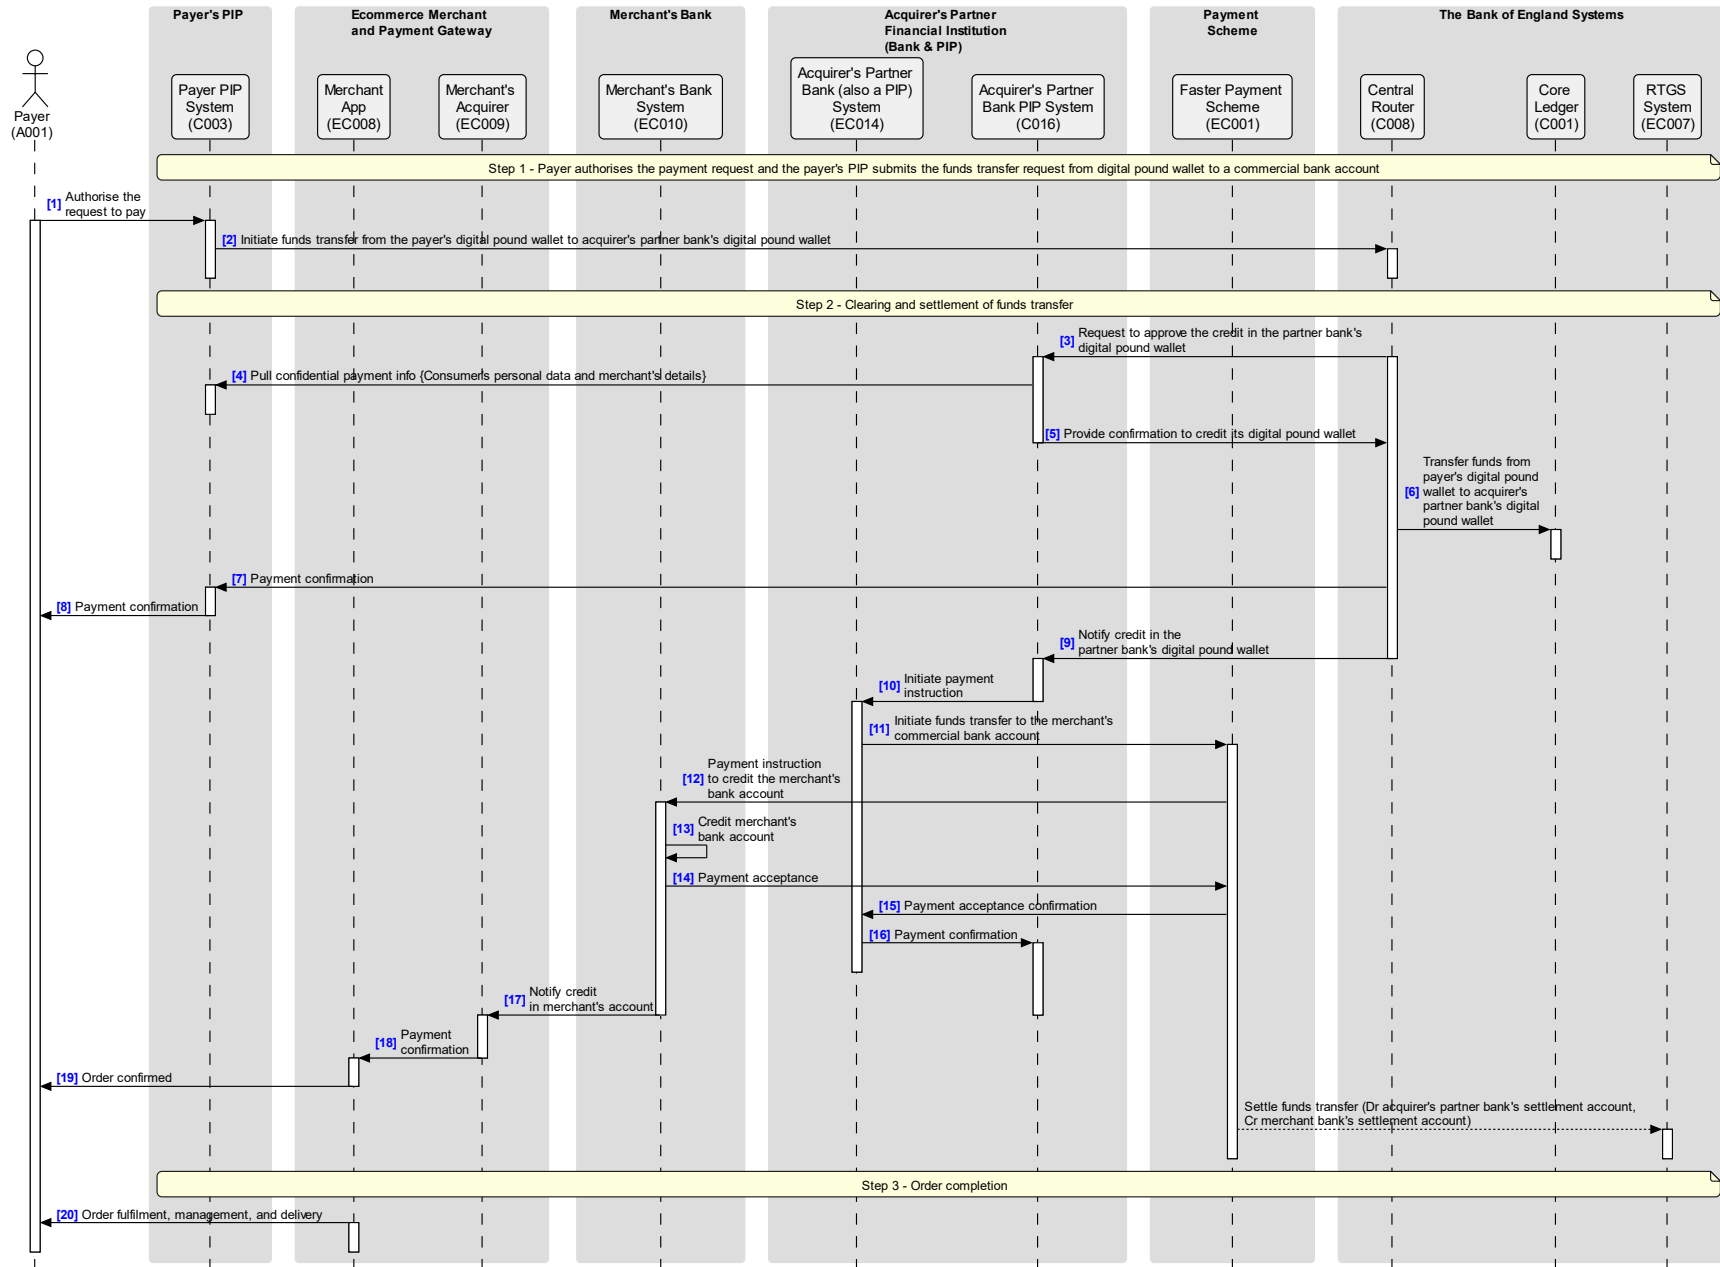 Payer's PIP
Ecommerce Merchant
and Payment Gateway
Merchant's Bank
Acquirer's Partner
Financial Institution
(Bank & PIP)
Payment
Scheme
The Bank of England Systems
Payer
(A001)
Payer PIP
System
(C003)
Merchant
App
(EC008)
Merchant's
Acquirer
(EC009)
Merchant's Bank
System
(EC010)
Acquirer's Partner
Bank (also a PIP)
System
(EC014)
Acquirer's Partner
Bank PIP System
(C016)
Faster Payment
Scheme
(EC001)
Central
Router
(C008)
Core
Ledger
(C001)
RTGS
System
(EC007)
Step 1 - Payer authorises the payment request and the payer's PIP submits the funds transfer request from digital pound wallet to a commercial bank account
[1] Authorise the
request to pay
[2] Initiate funds transfer from the payer's digital pound wallet to acquirer's partner bank's digital pound wallet
Step 2 - Clearing and settlement of funds transfer
[3] Request to approve the credit in the partner bank's
digital pound wallet
[4] Pull confidential payment info {Consumer's personal data and merchant's details}
[5] Provide confirmation to credit its digital pound wallet
Transfer funds from
payer's digital pound
[6] wallet to acquirer's
partner bank's digital
pound wallet
[7] Payment confirmation
[8] Payment confirmation
[9] Notify credit in the
partner bank's digital pound wallet
[10] Initiate payment
instruction
[11] Initiate funds transfer to the merchant's
commercial bank account
Payment instruction
[12] to credit the merchant's
bank account
[13] Credit merchant's
bank account
[14] Payment acceptance
[15] Payment acceptance confirmation
[16] Payment confirmation
[17] Notify credit
in merchant's account
[18] Payment
confirmation
[19] Order confirmed
Settle funds transfer (Dr acquirer's partner bank's settlement account,
Cr merchant bank's settlement account)
Step 3 - Order completion
[20] Order fulfilment, management, and delivery